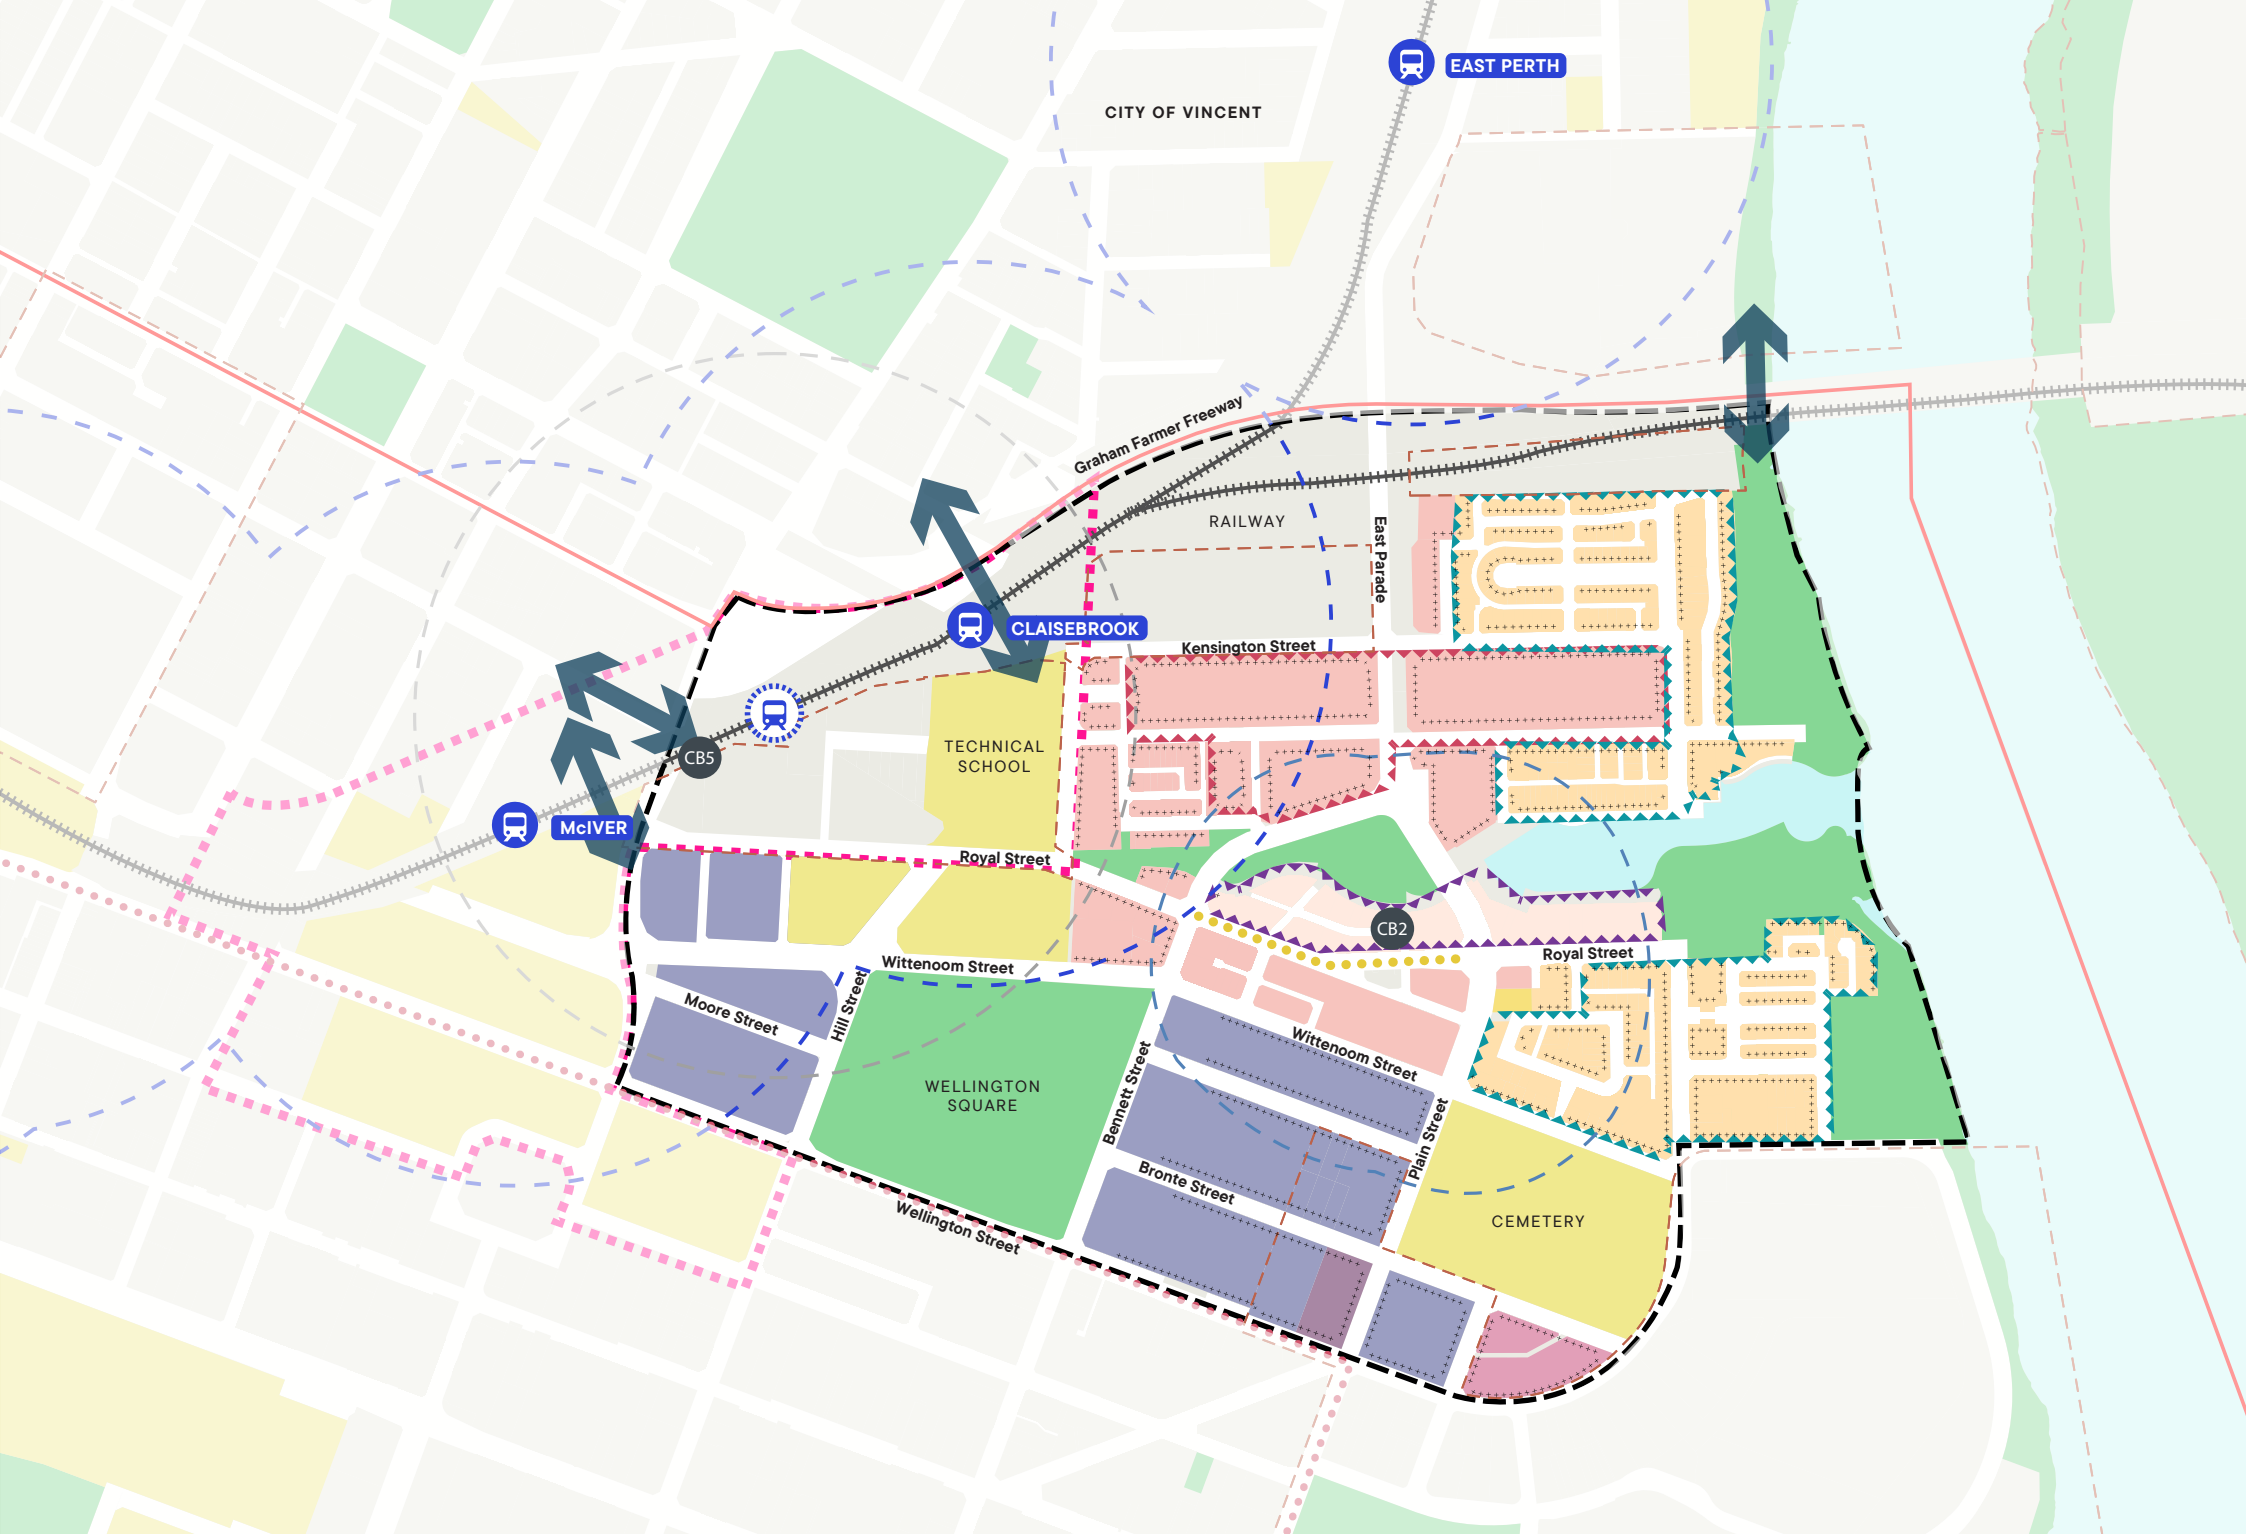 EAST PERTH
CITY OF VINCENT
Graham Farmer Freeway
RAILWAY
East Parade
CLAISEBROOK
Kensington Street
TECHNICAL
SCHOOL
CB5
McIVER
Royal Street
CB2
Royal Street
Wittenoom Street
Moore Street
Hill Street
Wittenoom Street
WELLINGTON
SQUARE
Bennett Street
Plain Street
Bronte Street
Wellington Street
CEMETERY